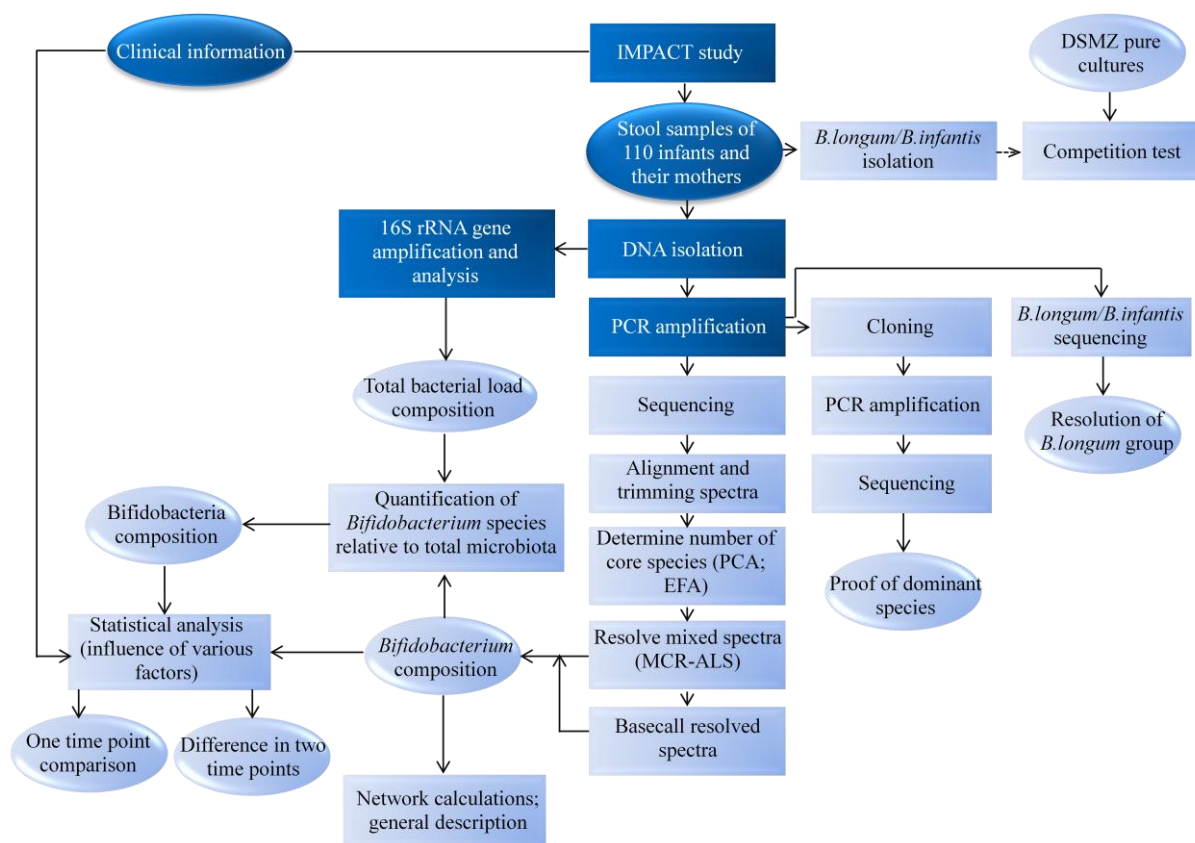 Clinical information
IMPACT study
DSMZ pure
cultures
Stool samples of
110 infants and
their mothers
B.longum/B.infantis
isolation
Competition test
16S rRNA gene
amplification and
analysis
DNA isolation
PCR amplification
Cloning
B.longum/B.infantis
sequencing
Total bacterial load
composition
Sequencing
PCR amplification
Resolution of
B.longum group
Alignment and
trimming spectra
Sequencing
Bifidobacteria
composition
Quantification of
Bifidobacterium species
relative to total microbiota
Determine number of
core species (PCA;
EFA)
Proof of dominant
species
Statistical analysis
(influence of various
factors)
Bifidobacterium
composition
Resolve mixed spectra
(MCR-ALS)
One time point
comparison
Difference in two
time points
Basecall resolved
spectra
Network calculations;
general description